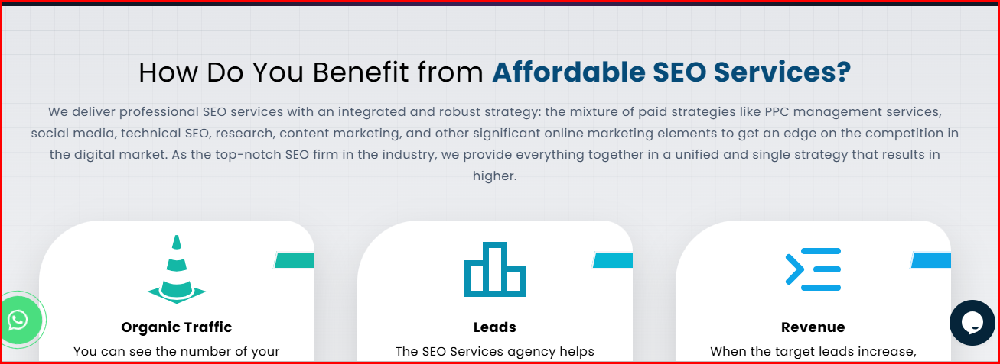 How Do You Benefit from Affordable SEO Services?
We deliver professional SEO services with an integrated and robust strategy: the mixture of paid strategies like PPC management services,
social media, technical SEO, research, content marketing, and other significant online marketing elements to get an edge on the competition in
the digital market. As the top-notch SEO firm in the industry, we provide everything together in a unified and single strategy that results in
higher.
Organic Traffic
You can see the number of your
Leads
The SEO Services agency helps
Revenue
When the target leads increase,